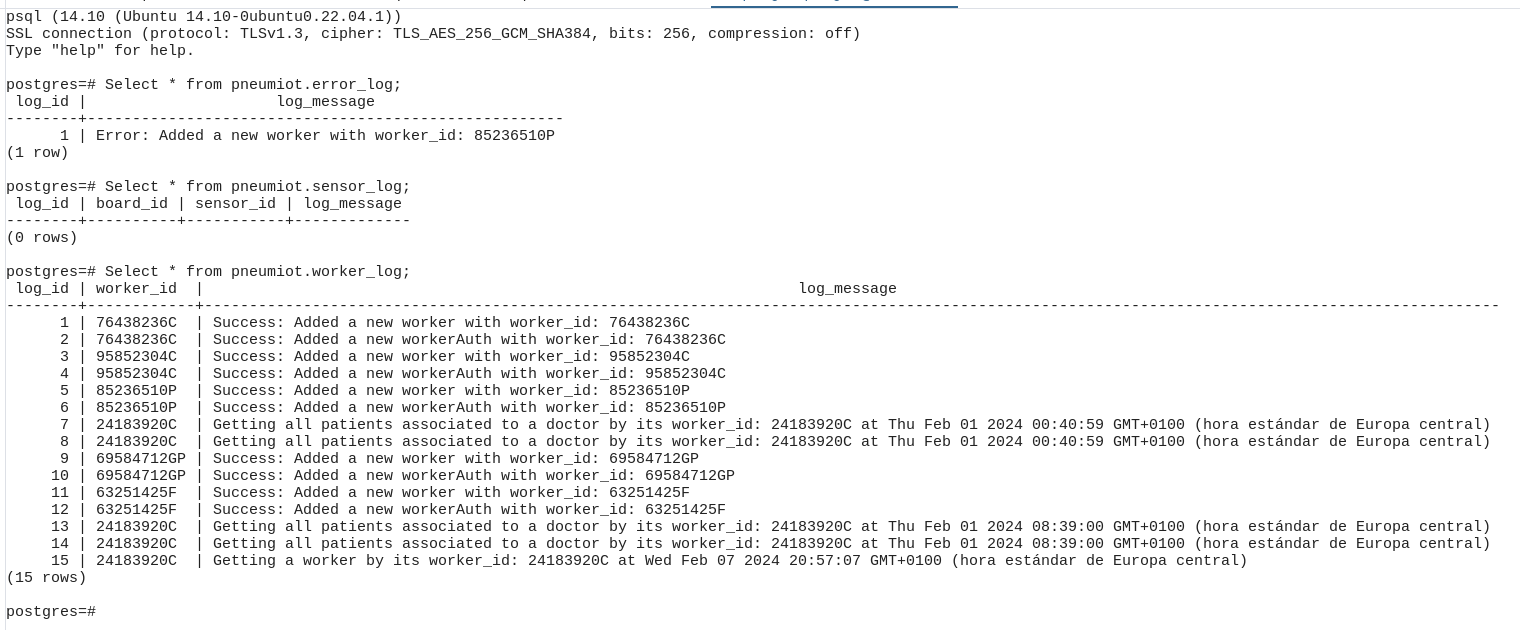 psql (14.10 (Ubuntu 14.10-0ubuntu0.22.04.1))
SSL connection (protocol: TLSv1.3, cipher: TLS_AES_256_GCM_SHA384, bits: 256, compression: off)
Type "help" for help.

postgres=# Select * from pneumiot.error_log;
 log_id |                     log_message
--------+-----------------------------------------------------
      1 | Error: Added a new worker with worker_id: 85236510P
(1 row)

postgres=# Select * from pneumiot.sensor_log;
 log_id | board_id | sensor_id | log_message
--------+----------+-----------+-------------
(0 rows)

postgres=# Select * from pneumiot.worker_log;
 log_id | worker_id  |                                                                  log_message
--------+------------+------------------------------------------------------------------------------------------------------------------------------------------------
      1 | 76438236C  | Success: Added a new worker with worker_id: 76438236C
      2 | 76438236C  | Success: Added a new workerAuth with worker_id: 76438236C
      3 | 95852304C  | Success: Added a new worker with worker_id: 95852304C
      4 | 95852304C  | Success: Added a new workerAuth with worker_id: 95852304C
      5 | 85236510P  | Success: Added a new worker with worker_id: 85236510P
      6 | 85236510P  | Success: Added a new workerAuth with worker_id: 85236510P
      7 | 24183920C  | Getting all patients associated to a doctor by its worker_id: 24183920C at Thu Feb 01 2024 00:40:59 GMT+0100 (hora estándar de Europa central)
      8 | 24183920C  | Getting all patients associated to a doctor by its worker_id: 24183920C at Thu Feb 01 2024 00:40:59 GMT+0100 (hora estándar de Europa central)
      9 | 69584712GP | Success: Added a new worker with worker_id: 69584712GP
     10 | 69584712GP | Success: Added a new workerAuth with worker_id: 69584712GP
     11 | 63251425F  | Success: Added a new worker with worker_id: 63251425F
     12 | 63251425F  | Success: Added a new workerAuth with worker_id: 63251425F
     13 | 24183920C  | Getting all patients associated to a doctor by its worker_id: 24183920C at Thu Feb 01 2024 08:39:00 GMT+0100 (hora estándar de Europa central)
     14 | 24183920C  | Getting all patients associated to a doctor by its worker_id: 24183920C at Thu Feb 01 2024 08:39:00 GMT+0100 (hora estándar de Europa central)
     15 | 24183920C  | Getting a worker by its worker_id: 24183920C at Wed Feb 07 2024 20:57:07 GMT+0100 (hora estándar de Europa central)
(15 rows)

postgres=#